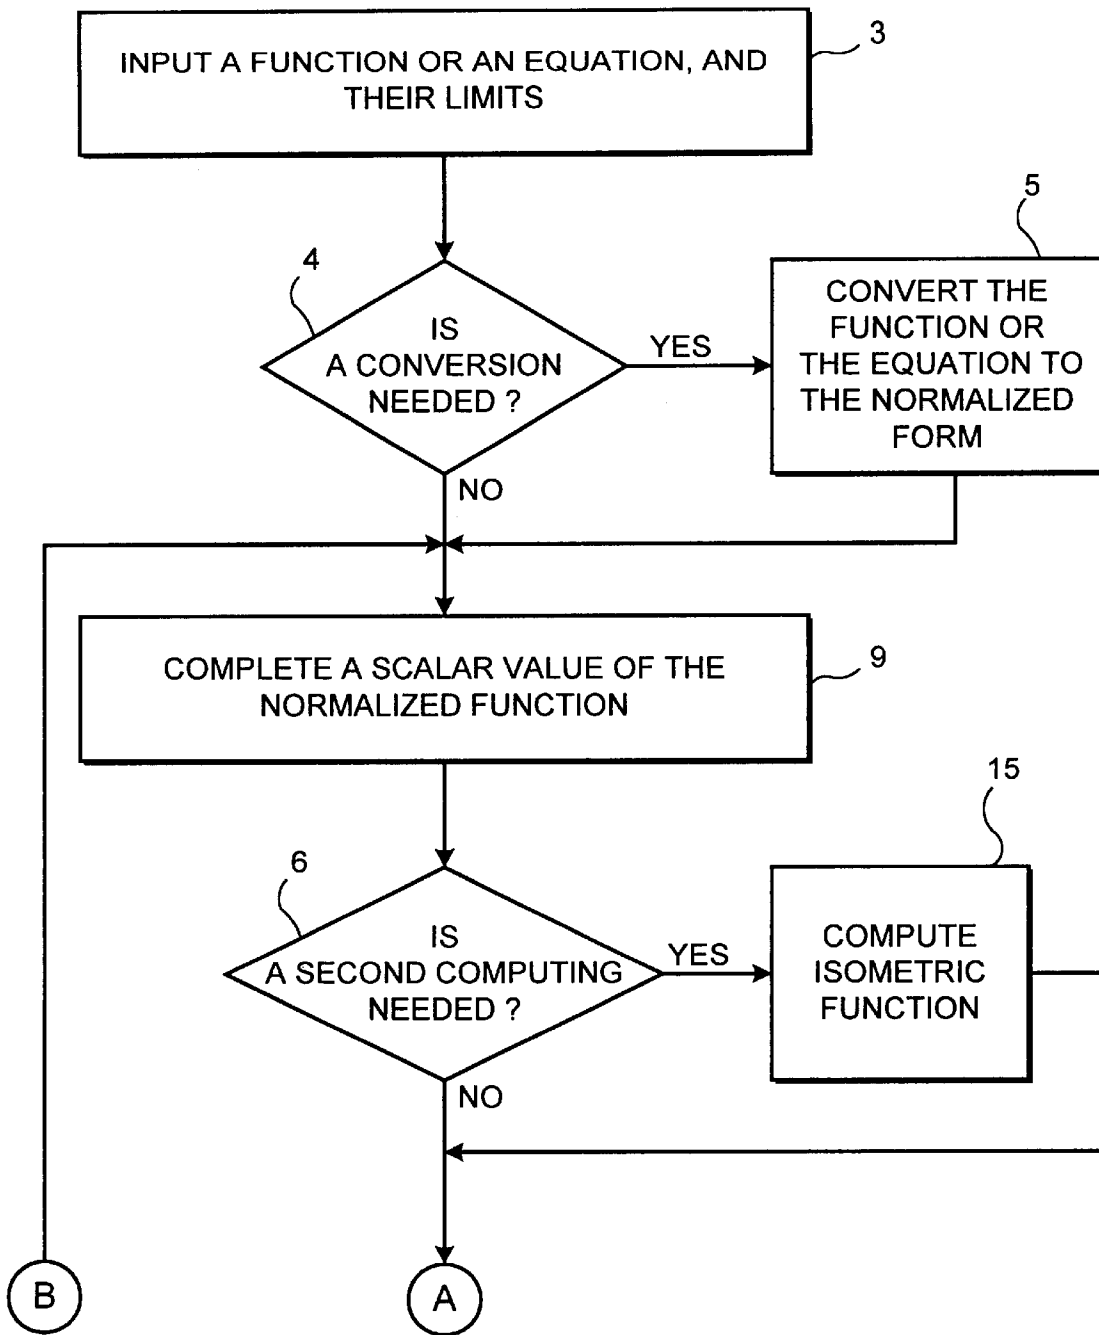 3
INPUT A FUNCTION OR AN EQUATION, AND
THEIR LIMITS
4
IS
A CONVERSION
NEEDED ?
YES
NO
5
CONVERT THE
FUNCTION OR
THE EQUATION TO
THE NORMALIZED
FORM
9
COMPLETE A SCALAR VALUE OF THE
NORMALIZED FUNCTION
6
IS
A SECOND COMPUTING
NEEDED ?
YES
NO
15
COMPUTE
ISOMETRIC
FUNCTION
B
A